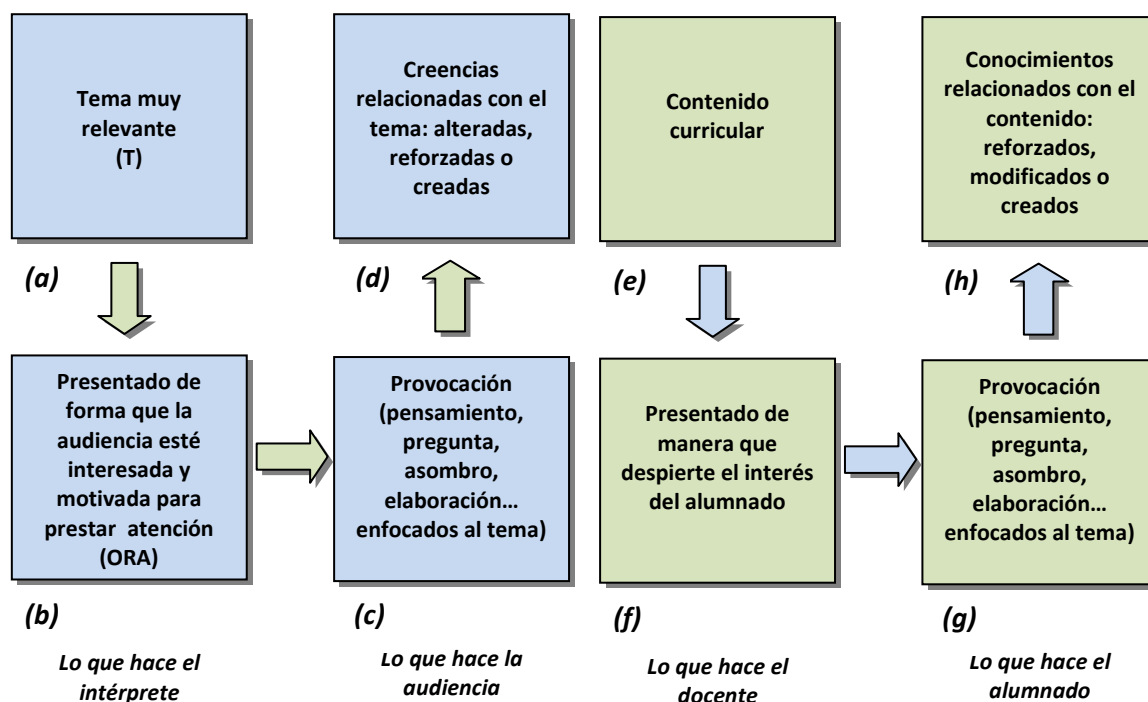 Tema muy
relevante
(T)
(a)
Presentado de
forma que la
audiencia esté
interesada y
motivada para
prestar atención
(ORA)
(b)
Lo que hace el
intérprete
Creencias
relacionadas con el
tema: alteradas,
reforzadas o
creadas
(d)
Provocación
(pensamiento,
pregunta,
asombro,
elaboración...
enfocados al tema)
(c)
Lo que hace la
audiencia
Contenido
curricular
(e)
Presentado de
manera que
despierte el interés
del alumnado
(f)
Lo que hace el
docente
Conocimientos
relacionados con el
contenido:
reforzados,
modificados o
creados
(h)
Provocación
(pensamiento,
pregunta,
asombro,
elaboración...
enfocados al tema)
(g)
Lo que hace el
alumnado